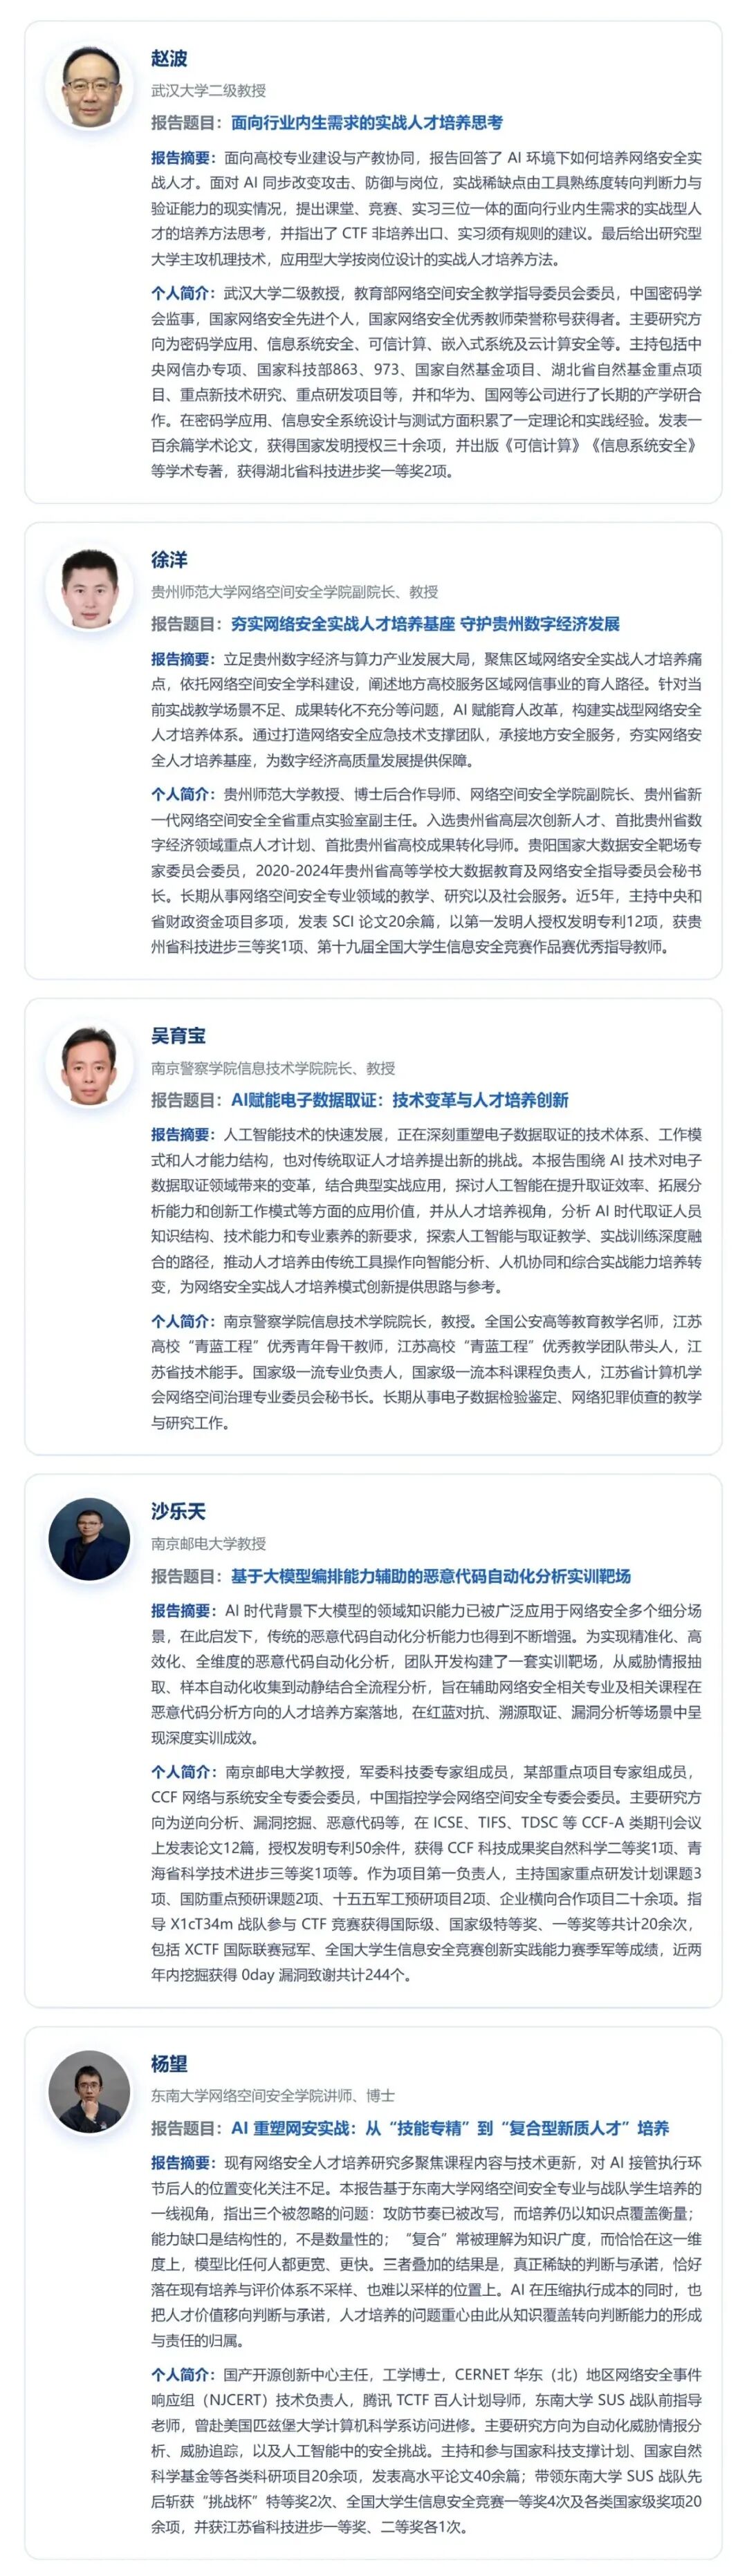 赵波
武汉大学二级教授
报告题目：面向行业内生需求的实战人才培养思考
报告摘要：面向高校专业建设与产教协同，报告回答了 AI 环境下如何培养网络安全实
战人才。面对 AI 同步改变攻击、防御与岗位，实战稀缺点由工具熟练度转向判断力与
验证能力的现实情况，提出课堂、竞赛、实习三位一体的面向行业内生需求的实战型人
才的培养方法思考，并指出了 CTF 非培养出口、实习须有规则的建议。最后给出研究型
大学主攻机理技术，应用型大学按岗位设计的实战人才培养方法。
个人简介：武汉大学二级教授，教育部网络空间安全教学指导委员会委员，中国密码学
会监事，国家网络安全先进个人，国家网络安全优秀教师荣誉称号获得者。主要研究方
向为密码学应用、信息系统安全、可信计算、嵌入式系统及云计算安全等。主持包括中
央网信办专项、国家科技部863、973、国家自然基金项目、湖北省自然基金重点项
目、重点新技术研究、重点研发项目等，并和华为、国网等公司进行了长期的产学研合
作。在密码学应用、信息安全系统设计与测试方面积累了一定理论和实践经验。发表一
百余篇学术论文，获得国家发明授权三十余项，并出版《可信计算》《信息系统安全》
等学术专著，获得湖北省科技进步奖一等奖2项。
徐洋
贵州师范大学网络空间安全学院副院长、教授
报告题目：夯实网络安全实战人才培养基座 守护贵州数字经济发展
报告摘要：立足贵州数字经济与算力产业发展大局，聚焦区域网络安全实战人才培养痛
点，依托网络空间安全学科建设，阐述地方高校服务区域网信事业的育人路径。针对当
前实战教学场景不足、成果转化不充分等问题，AI 赋能育人改革，构建实战型网络安全
人才培养体系。通过打造网络安全应急技术支撑团队，承接地方安全服务，夯实网络安
全人才培养基座，为数字经济高质量发展提供保障。
个人简介：贵州师范大学教授、博士后合作导师、网络空间安全学院副院长、贵州省新
一代网络空间安全全省重点实验室副主任。入选贵州省高层次创新人才、首批贵州省数
字经济领域重点人才计划、首批贵州省高校成果转化导师。贵阳国家大数据安全靶场专
家委员会委员，2020-2024年贵州省高等学校大数据教育及网络安全指导委员会秘书
长。长期从事网络空间安全专业领域的教学、研究以及社会服务。近5年，主持中央和
省财政资金项目多项，发表 SCI 论文20余篇，以第一发明人授权发明专利12项，获贵
州省科技进步三等奖1项、第十九届全国大学生信息安全竞赛作品赛优秀指导教师。
吴育宝
南京警察学院信息技术学院院长、教授
报告题目：AI赋能电子数据取证：技术变革与人才培养创新
报告摘要：人工智能技术的快速发展，正在深刻重塑电子数据取证的技术体系、工作模
式和人才能力结构，也对传统取证人才培养提出新的挑战。本报告围绕 AI 技术对电子
数据取证领域带来的变革，结合典型实战应用，探讨人工智能在提升取证效率、拓展分
析能力和创新工作模式等方面的应用价值，并从人才培养视角，分析 AI 时代取证人员
知识结构、技术能力和专业素养的新要求，探索人工智能与取证教学、实战训练深度融
合的路径，推动人才培养由传统工具操作向智能分析、人机协同和综合实战能力培养转
变，为网络安全实战人才培养模式创新提供思路与参考。
个人简介：南京警察学院信息技术学院院长，教授。全国公安高等教育教学名师，江苏
高校“青蓝工程”优秀青年骨干教师，江苏高校“青蓝工程”优秀教学团队带头人，江
苏省技术能手。国家级一流专业负责人，国家级一流本科课程负责人，江苏省计算机学
会网络空间治理专业委员会秘书长。长期从事电子数据检验鉴定、网络犯罪侦查的教学
与研究工作。
沙乐天
南京邮电大学教授
报告题目：基于大模型编排能力辅助的恶意代码自动化分析实训靶场
报告摘要：AI 时代背景下大模型的领域知识能力已被广泛应用于网络安全多个细分场
景，在此启发下，传统的恶意代码自动化分析能力也得到不断增强。为实现精准化、高
效化、全维度的恶意代码自动化分析，团队开发构建了一套实训靶场，从威胁情报抽
取、样本自动化收集到动静结合全流程分析，旨在辅助网络安全相关专业及相关课程在
恶意代码分析方向的人才培养方案落地，在红蓝对抗、溯源取证、漏洞分析等场景中呈
现深度实训成效。
个人简介：南京邮电大学教授，军委科技委专家组成员，某部重点项目专家组成员，
CCF 网络与系统安全专委会委员，中国指控学会网络空间安全专委会委员。主要研究方
向为逆向分析、漏洞挖掘、恶意代码等，在 ICSE、TIFS、TDSC 等 CCF-A 类期刊会议
上发表论文12篇，授权发明专利50余件，获得 CCF 科技成果奖自然科学二等奖1项、青
海省科学技术进步三等奖1项等。作为项目第一负责人，主持国家重点研发计划课题3
项、国防重点预研课题2项、十五五军工预研项目2项、企业横向合作项目二十余项。指
导 X1cT34m 战队参与 CTF 竞赛获得国际级、国家级特等奖、一等奖等共计20余次，
包括 XCTF 国际联赛冠军、全国大学生信息安全竞赛创新实践能力赛季军等成绩，近两
年内挖掘获得 0day 漏洞致谢共计244个。
杨望
东南大学网络空间安全学院讲师、博士
报告题目：AI 重塑网安实战：从“技能专精”到“复合型新质人才”培养
报告摘要：现有网络安全人才培养研究多聚焦课程内容与技术更新，对 AI 接管执行环
节后人的位置变化关注不足。本报告基于东南大学网络空间安全专业与战队学生培养的
一线视角，指出三个被忽略的问题：攻防节奏已被改写，而培养仍以知识点覆盖衡量；
能力缺口是结构性的，不是数量性的；“复合”常被理解为知识广度，而恰恰在这一维
度上，模型比任何人都更宽、更快。三者叠加的结果是，真正稀缺的判断与承诺，恰好
落在现有培养与评价体系不采样、也难以采样的位置上。AI 在压缩执行成本的同时，也
把人才价值移向判断与承诺，人才培养的问题重心由此从知识覆盖转向判断能力的形成
与责任的归属。
个人简介：国产开源创新中心主任，工学博士，CERNET 华东（北）地区网络安全事件
响应组（NJCERT）技术负责人，腾讯 TCTF 百人计划导师，东南大学 SUS 战队前指导
老师，曾赴美国匹兹堡大学计算机科学系访问进修。主要研究方向为自动化威胁情报分
析、威胁追踪，以及人工智能中的安全挑战。主持和参与国家科技支撑计划、国家自然
科学基金等各类科研项目20余项，发表高水平论文40余篇；带领东南大学 SUS 战队先
后斩获“挑战杯”特等奖2次、全国大学生信息安全竞赛一等奖4次及各类国家级奖项20
余项，并获江苏省科技进步一等奖、二等奖各1次。